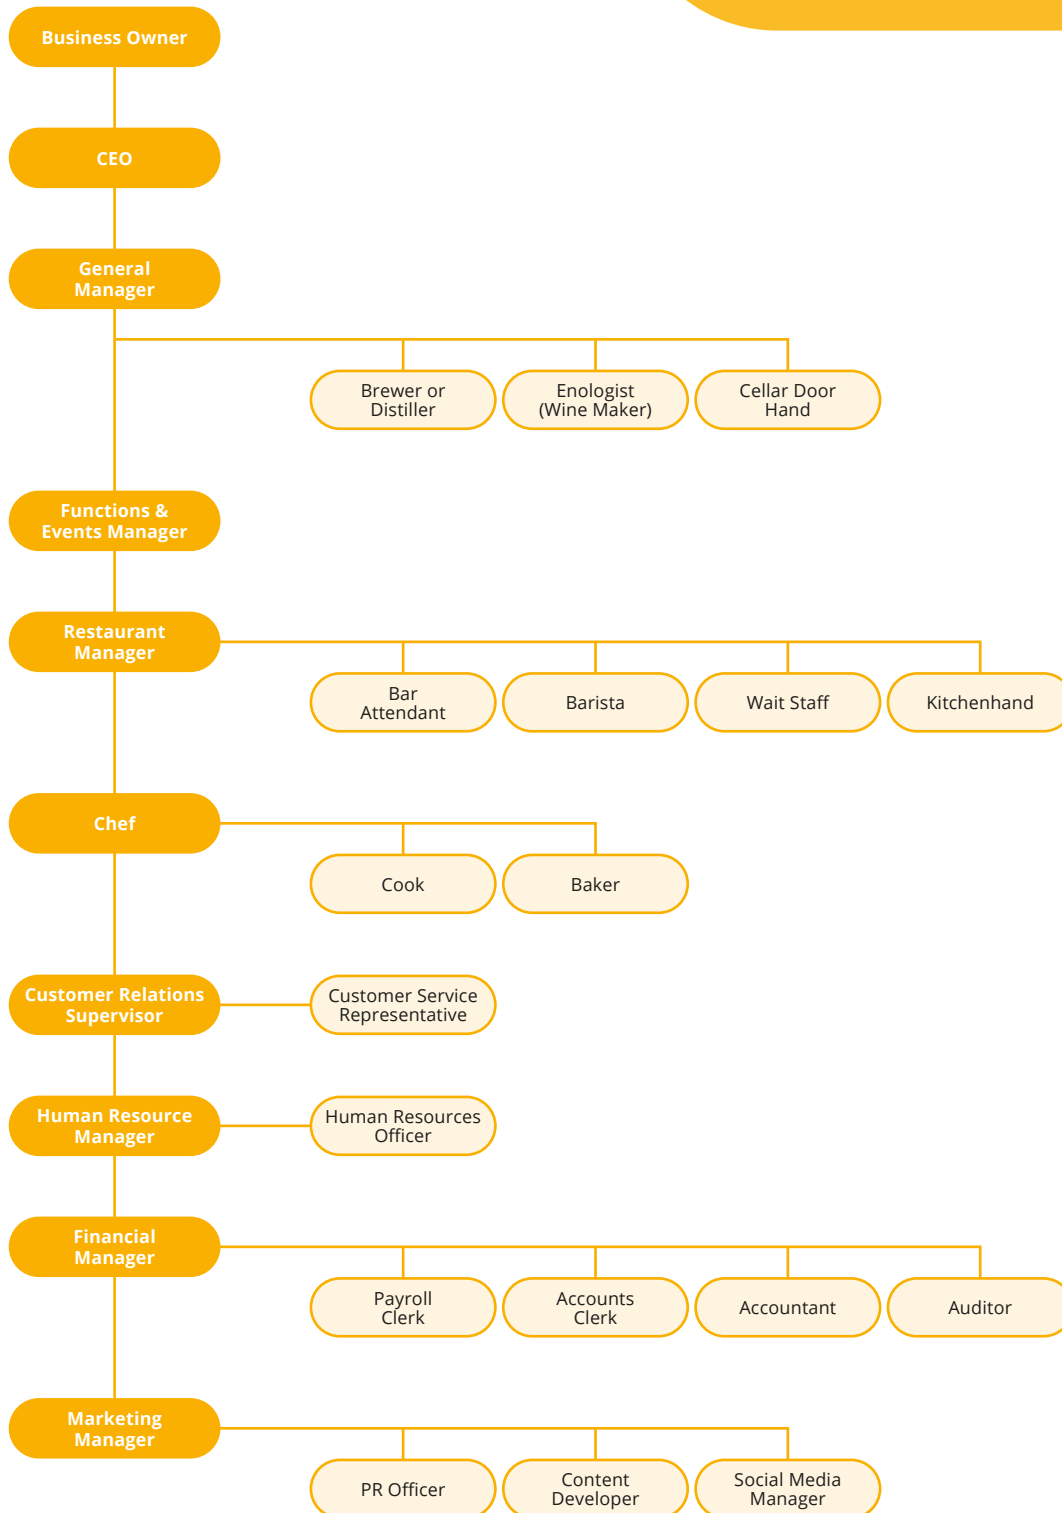 Business Owner
CEO
General
Manager
Brewer or
Distiller
Enologist
(Wine Maker)
Cellar Door
Hand
Functions &
Events Manager
Restaurant
Manager
Bar
Attendant
Barista
Wait Staff
Kitchenhand
Chef
Cook
Baker
Customer Relations
Supervisor
Customer Service
Representative
Human Resource
Manager
Human Resources
Officer
Financial
Manager
Payroll
Clerk
Accounts
Clerk
Accountant
Auditor
Marketing
Manager
PR Officer
Content
Developer
Social Media
Manager